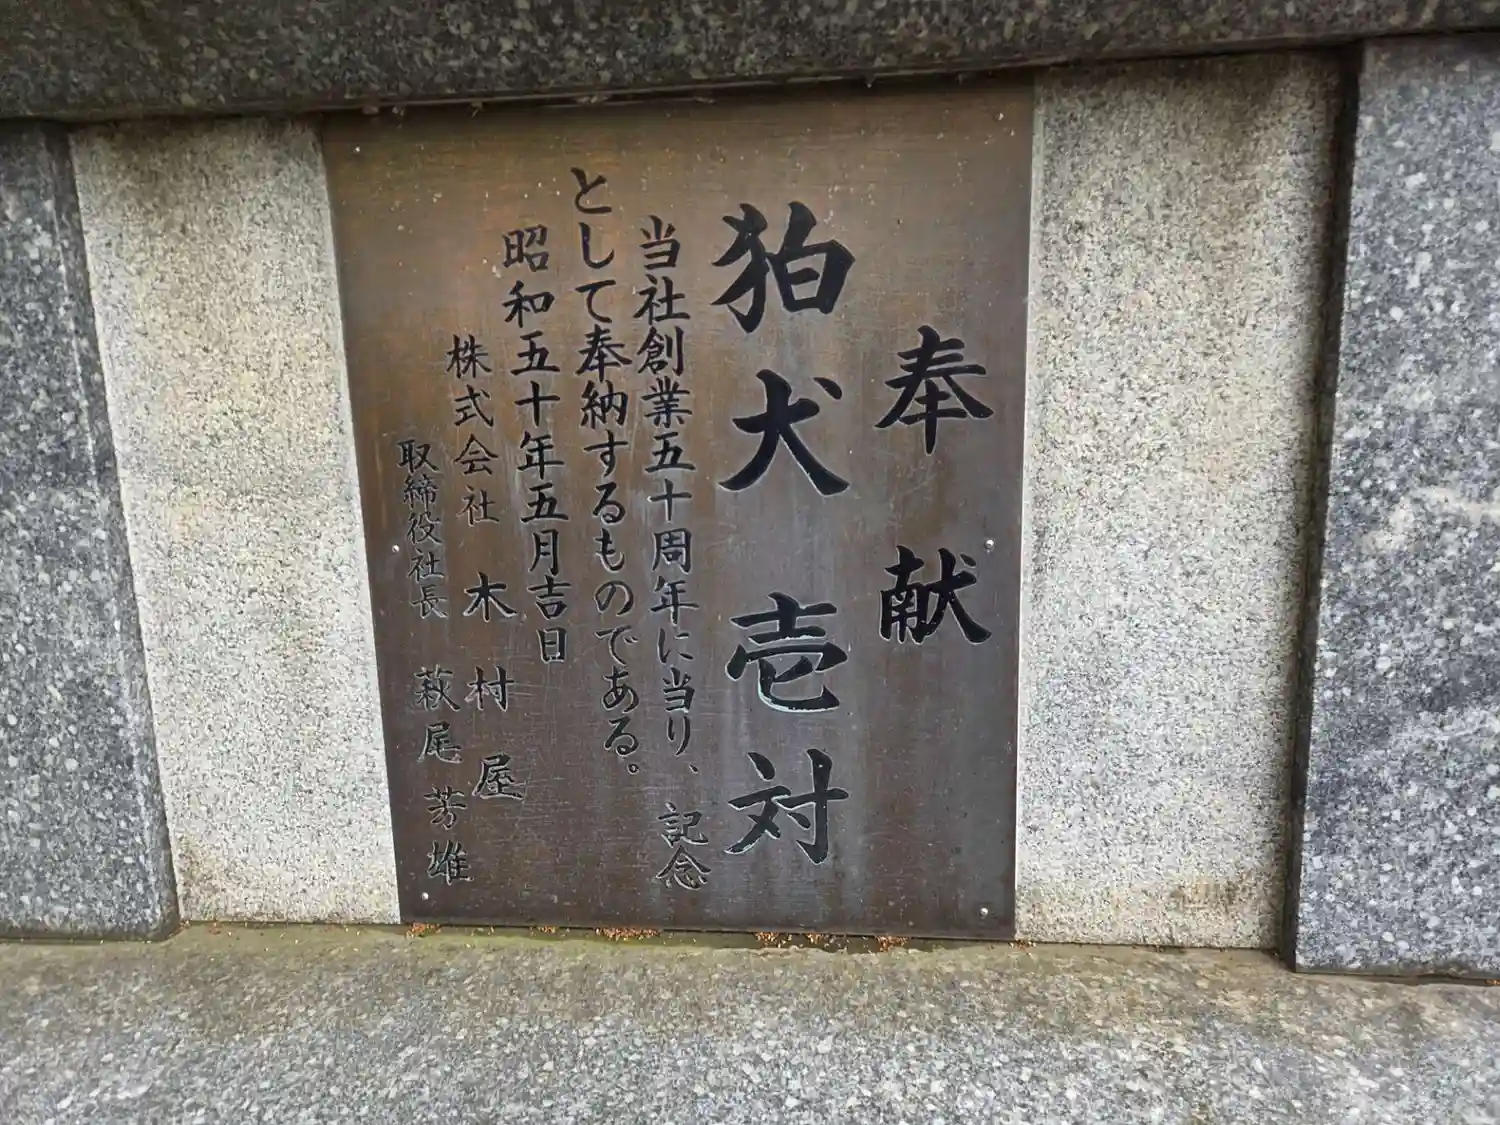 奉献
狛犬壱対
当社創業五十周年に当り、記念
として奉納するものである。
昭和五十年五月吉日
株式会社 木村屋
取締役社長 萩尾芳雄